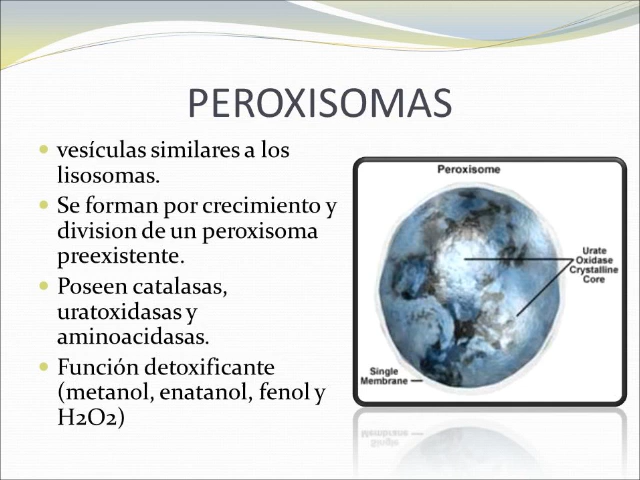 PEROXISOMAS
vesículas similares a los
lisosomas.
Se forman por crecimiento y
division de un peroxisoma
preexistente.
Poseen catalasas,
uratoxidasas y
aminoacidasas.
Función detoxificante
(metanol, enatanol, fenol y
H2O2)
Peroxisome
Urate
Oxidase
Crystalline
Core
Single
Membrane